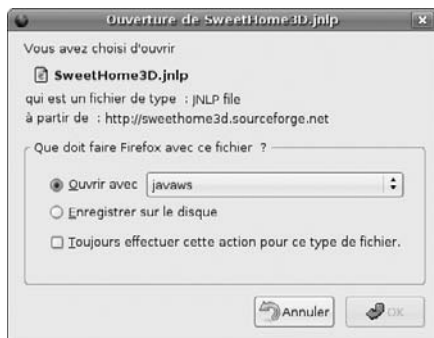 Ouverture de SweetHome3D.jnlp
Vous avez choisi d'ouvrir
SweetHome3D.jnlp
qui est un fichier de type : JNLP file
à partir de : http://sweethome3d.sourceforge.net
Que doit faire Firefox avec ce fichier ?
Ouvrir avec javaws
Enregistrer sur le disque
Toujours effectuer cette action pour ce type de fichier.
Annuler OK